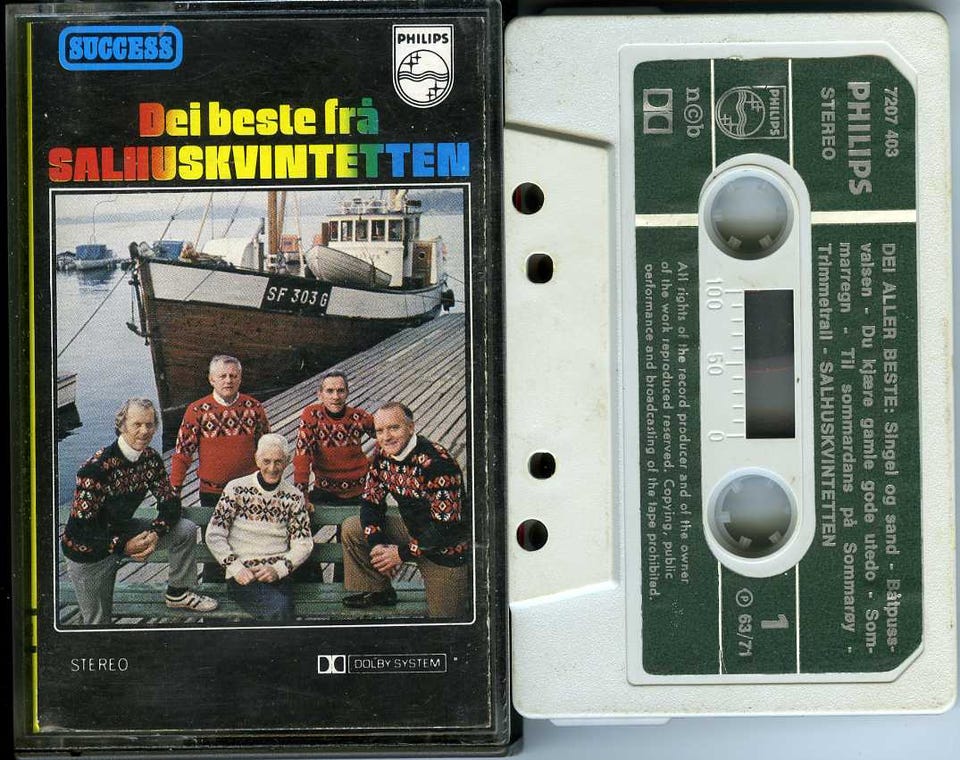 SUCCESS
PHILIPS
Dei beste frå
SALHUSKVINTETTEN
SF 303 G
STEREO
DOLBY SYSTEM
7207 403
PHILIPS
STEREO
PHILIPS
n©b
DEI ALLER BESTE: Singel og sand - Båtpuss-
valsen - Du kjære gamle gode utedo - Som-
marregn - Til sommardans på Sommarøy -
Trimmetrall - SALHUSKVINTETTEN
100 50 0
All rights of the record producer and of the owner
of the work reproduced reserved. Copying, public
performance and broadcasting of the tape prohibited.
1
℗ 63/71